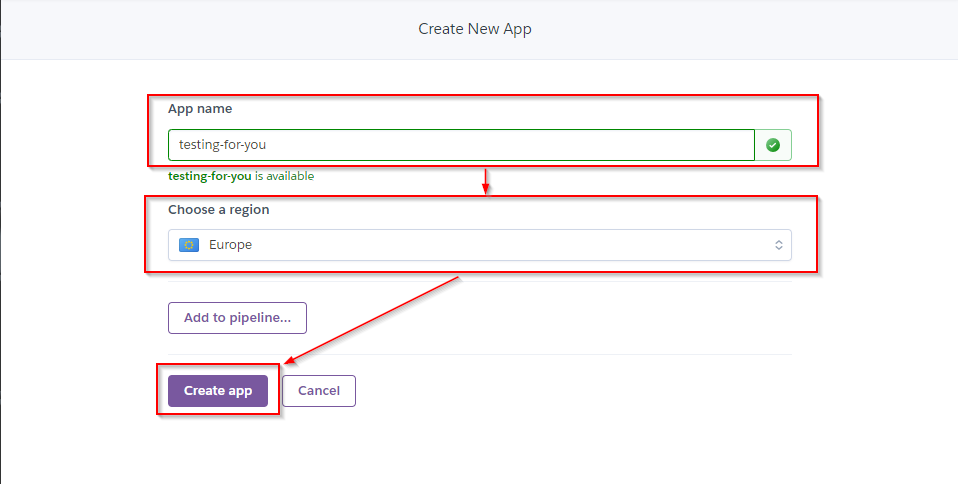 Create New App
App name
testing-for-you
testing-for-you is available
Choose a region
Europe
Add to pipeline...
Create app
Cancel